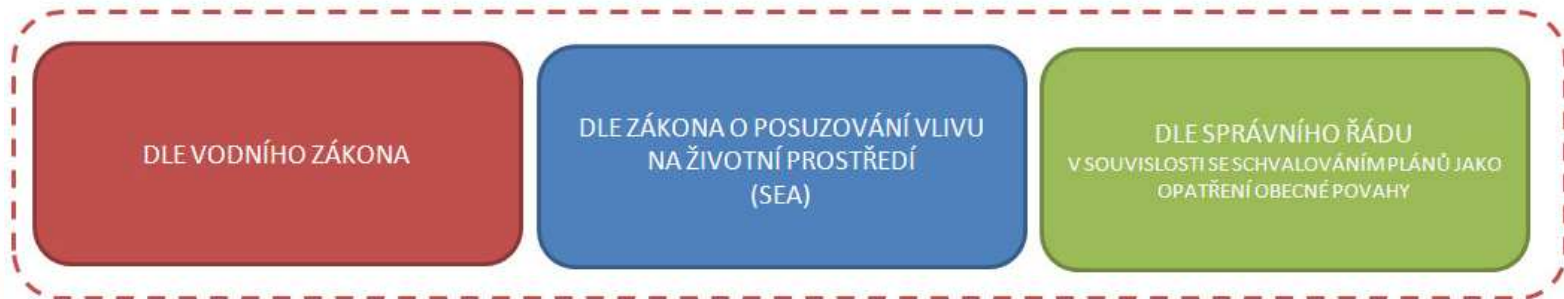 DLE VODNÍHO ZÁKONA
DLE ZÁKONA O POSUZOVÁNÍ VLIVU
NA ŽIVOTNÍ PROSTŘEDÍ
(SEA)
DLE SPRÁVNÍHO ŘÁDU
V SOUVISLOSTI SE SCHVALOVÁNÍM PLÁNŮ JAKO
OPATŘENÍ OBECNÉ POVAHY